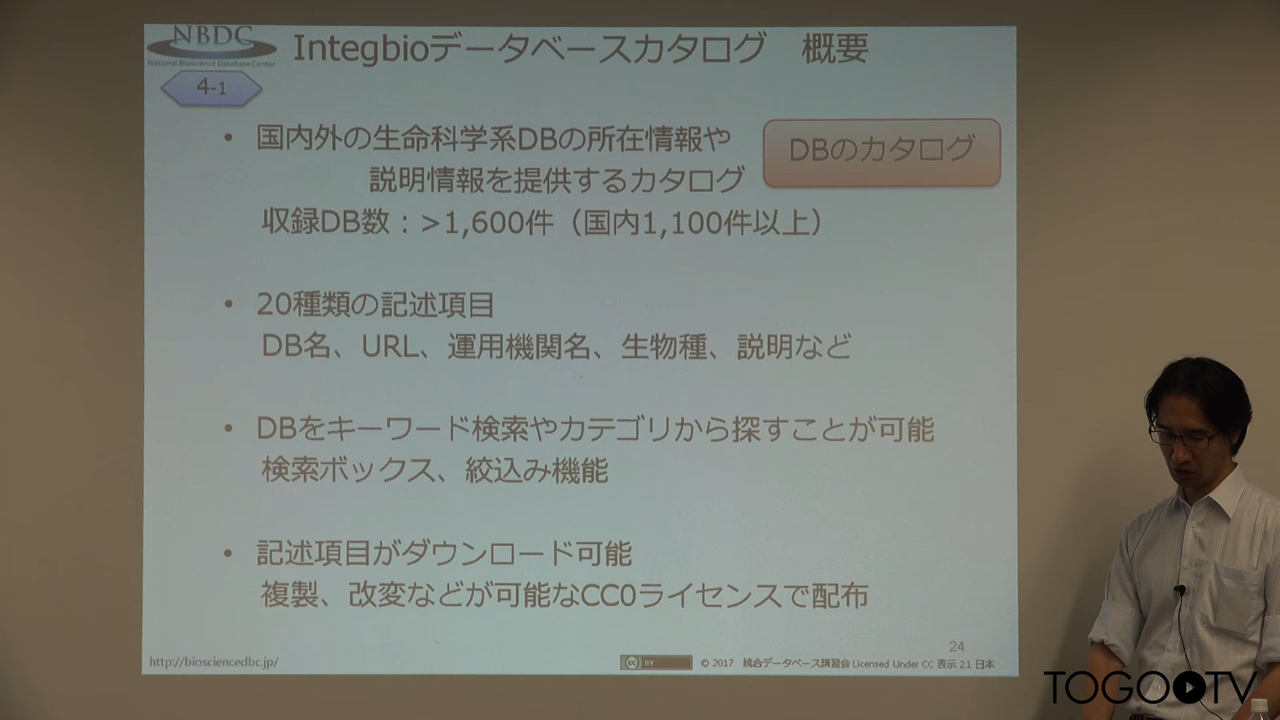 NBDC
National Bioscience Database Center
Integbioデータベースカタログ 概要
4-1
• 国内外の生命科学系DBの所在情報や
説明情報を提供するカタログ
DBのカタログ
収録DB数：>1,600件（国内1,100件以上）
• 20種類の記述項目
DB名、URL、運用機関名、生物種、説明など
• DBをキーワード検索やカテゴリから探すことが可能
検索ボックス、絞込み機能
• 記述項目がダウンロード可能
複製、改変などが可能なCC0ライセンスで配布
24
http://biosciencedbc.jp/
cc BY
© 2017 統合データベース講習会 Licensed Under CC 表示 2.1 日本
TOGOTV